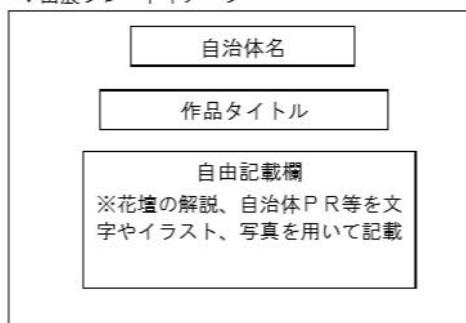 自治体名
作品タイトル
自由記載欄
※花壇の解説、自治体ＰＲ等を文
字やイラスト、写真を用いて記載